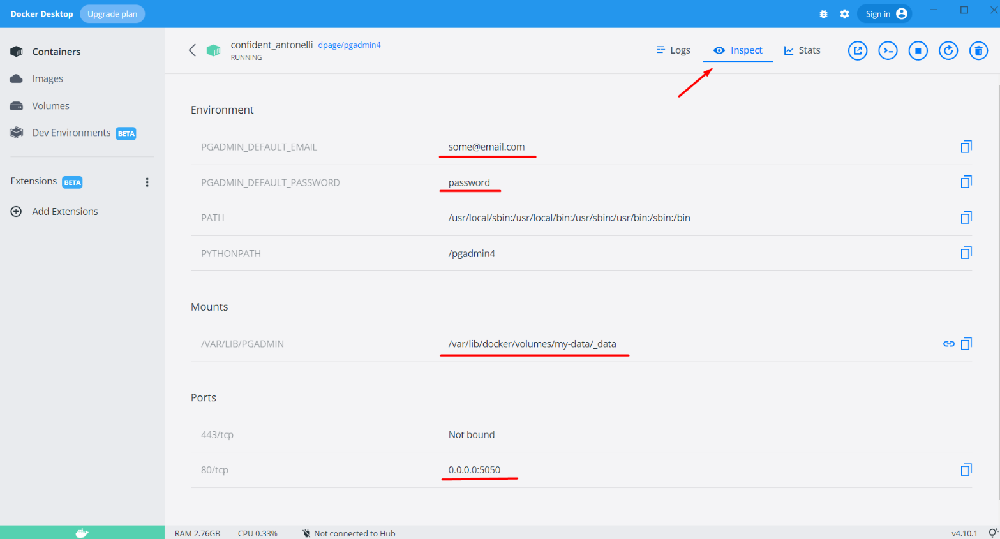 Docker Desktop Upgrade plan Sign in
Containers
Images
Volumes
Dev Environments BETA
Extensions BETA
Add Extensions
confident_antonelli dpage/pgadmin4
RUNNING
Logs Inspect Stats
Environment
PGADMIN_DEFAULT_EMAIL some@email.com
PGADMIN_DEFAULT_PASSWORD password
PATH /usr/local/sbin:/usr/local/bin:/usr/sbin:/usr/bin:/sbin:/bin
PYTHONPATH /pgadmin4
Mounts
/VAR/LIB/PGADMIN /var/lib/docker/volumes/my-data/_data
Ports
443/tcp Not bound
80/tcp 0.0.0.0:5050
RAM 2.76GB CPU 0.33% Not connected to Hub v4.10.1